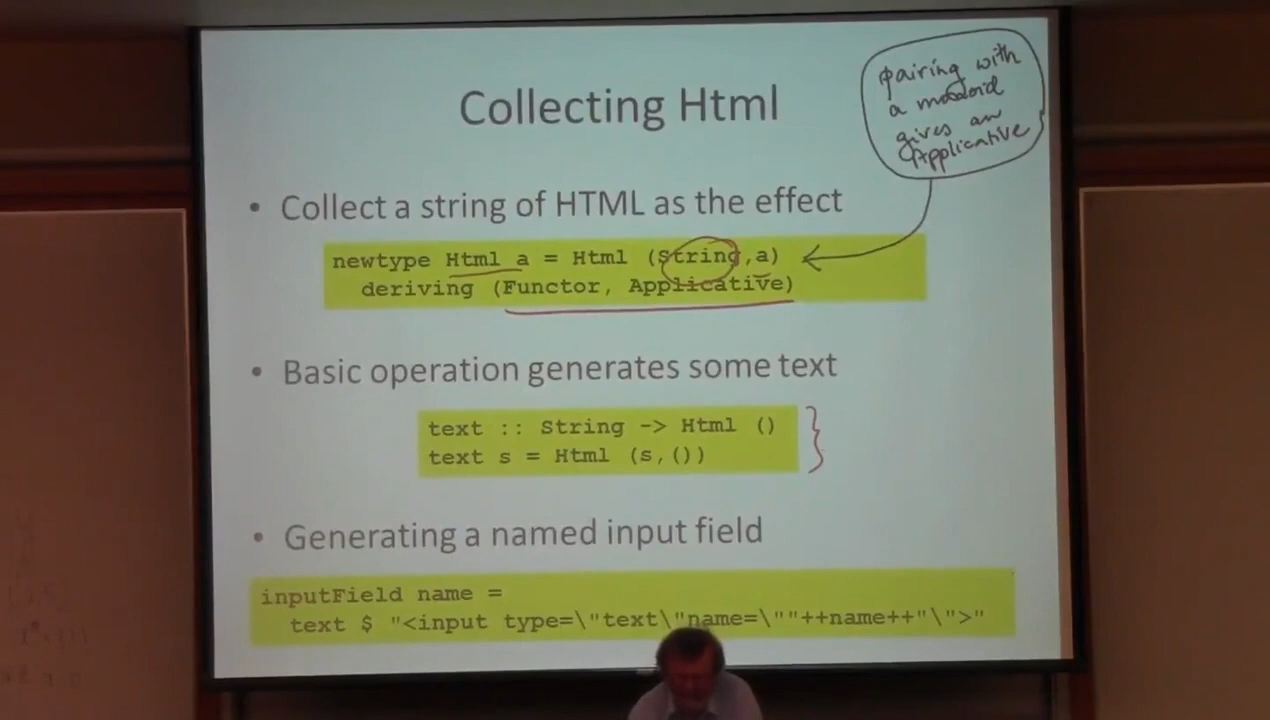 Collecting Html
pairing with
a monoid
gives an
Applicative
• Collect a string of HTML as the effect
newtype Html a = Html (String,a)
deriving (Functor, Applicative)
• Basic operation generates some text
text :: String -> Html ()
text s = Html (s,())
• Generating a named input field
inputField name =
text $ "<input type=\"text\"name=\""++name++"\">"